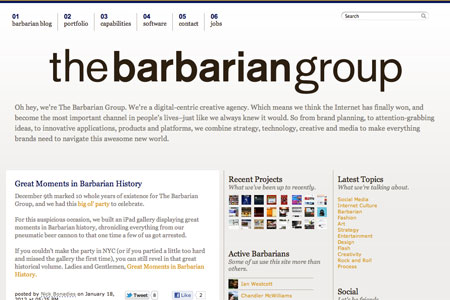 01
barbarian blog
02
portfolio
03
capabilities
04
software
05
contact
06
jobs
Search
thebarbariangroup
Oh hey, we're The Barbarian Group. We're a digital-centric creative agency. Which means we think the Internet has finally won, and
become the most important channel in people's lives–just like we always knew it would. So from brand planning, to attention-grabbing
ideas, to innovative applications, products and platforms, we combine strategy, technology, creative and media to make everything
brands need to navigate this awesome new world.
Great Moments in Barbarian History
December 9th marked 10 whole years of existence for The Barbarian
Group, and we had this big ol' party to celebrate.
For this auspicious occasion, we built an iPad gallery displaying great
moments in Barbarian history, chronicling everything from our
pneumatic beer cannon to that one time a few of us got arrested.
If you couldn't make the party in NYC (or if you partied a little too hard
and missed the gallery the first time), you can still revel in that great
historical volume. Ladies and Gentlemen, Great Moments in Barbarian
History.
posted by Nick Bonadies on January 18,
Tweet 8
Like 2
Recent Projects
What we've been up to recently.
Active Barbarians
Some of us use this site more than
others.
Ian Westcott
Chandler McWilliams
Latest Topics
What we're talking about.
Social Media
Internet Culture
Barbarian
Fashion
Art
Strategy
Entertainment
Design
Flash
Creativity
Rock and Roll
Process
Social
Let's be friends.